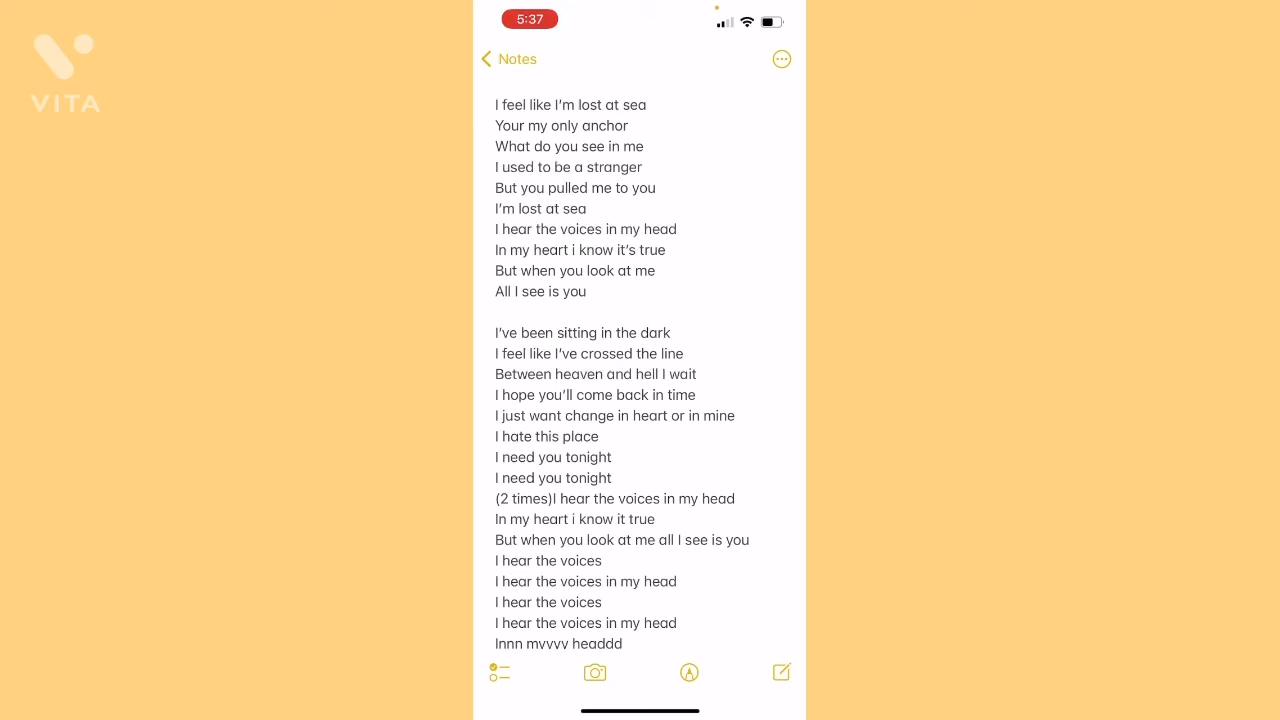 5:37
VITA
Notes
I feel like I'm lost at sea
Your my only anchor
What do you see in me
I used to be a stranger
But you pulled me to you
I'm lost at sea
I hear the voices in my head
In my heart i know it's true
But when you look at me
All I see is you
I've been sitting in the dark
I feel like I've crossed the line
Between heaven and hell I wait
I hope you'll come back in time
I just want change in heart or in mine
I hate this place
I need you tonight
I need you tonight
(2 times)I hear the voices in my head
In my heart i know it true
But when you look at me all I see is you
I hear the voices
I hear the voices in my head
I hear the voices
I hear the voices in my head
Innn myyyy headdd